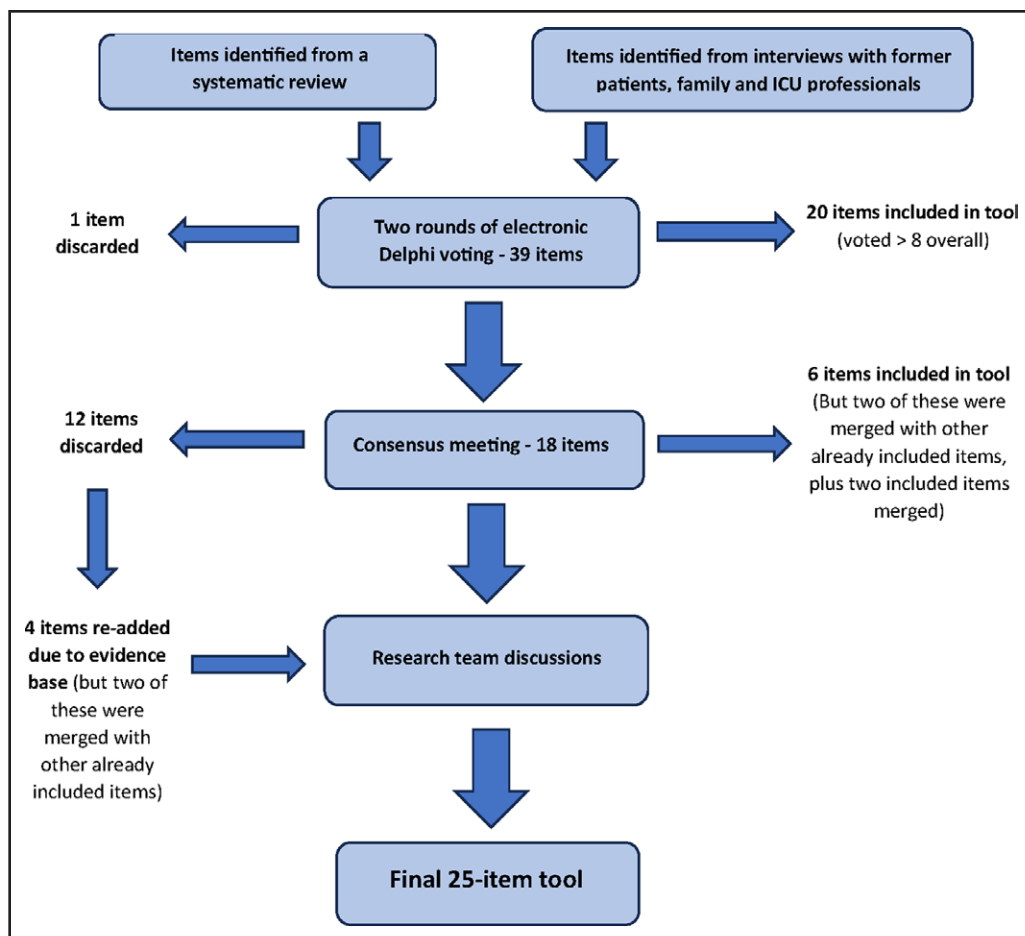 Items identified from a
systematic review
Items identified from interviews with former
patients, family and ICU professionals
1 item
discarded
Two rounds of electronic
Delphi voting - 39 items
20 items included in tool
(voted > 8 overall)
12 items
discarded
Consensus meeting - 18 items
6 items included in tool
(But two of these were
merged with other
already included items,
plus two included items
merged)
4 items re-added
due to evidence
base (but two of
these were
merged with
other already
included items)
Research team discussions
Final 25-item tool